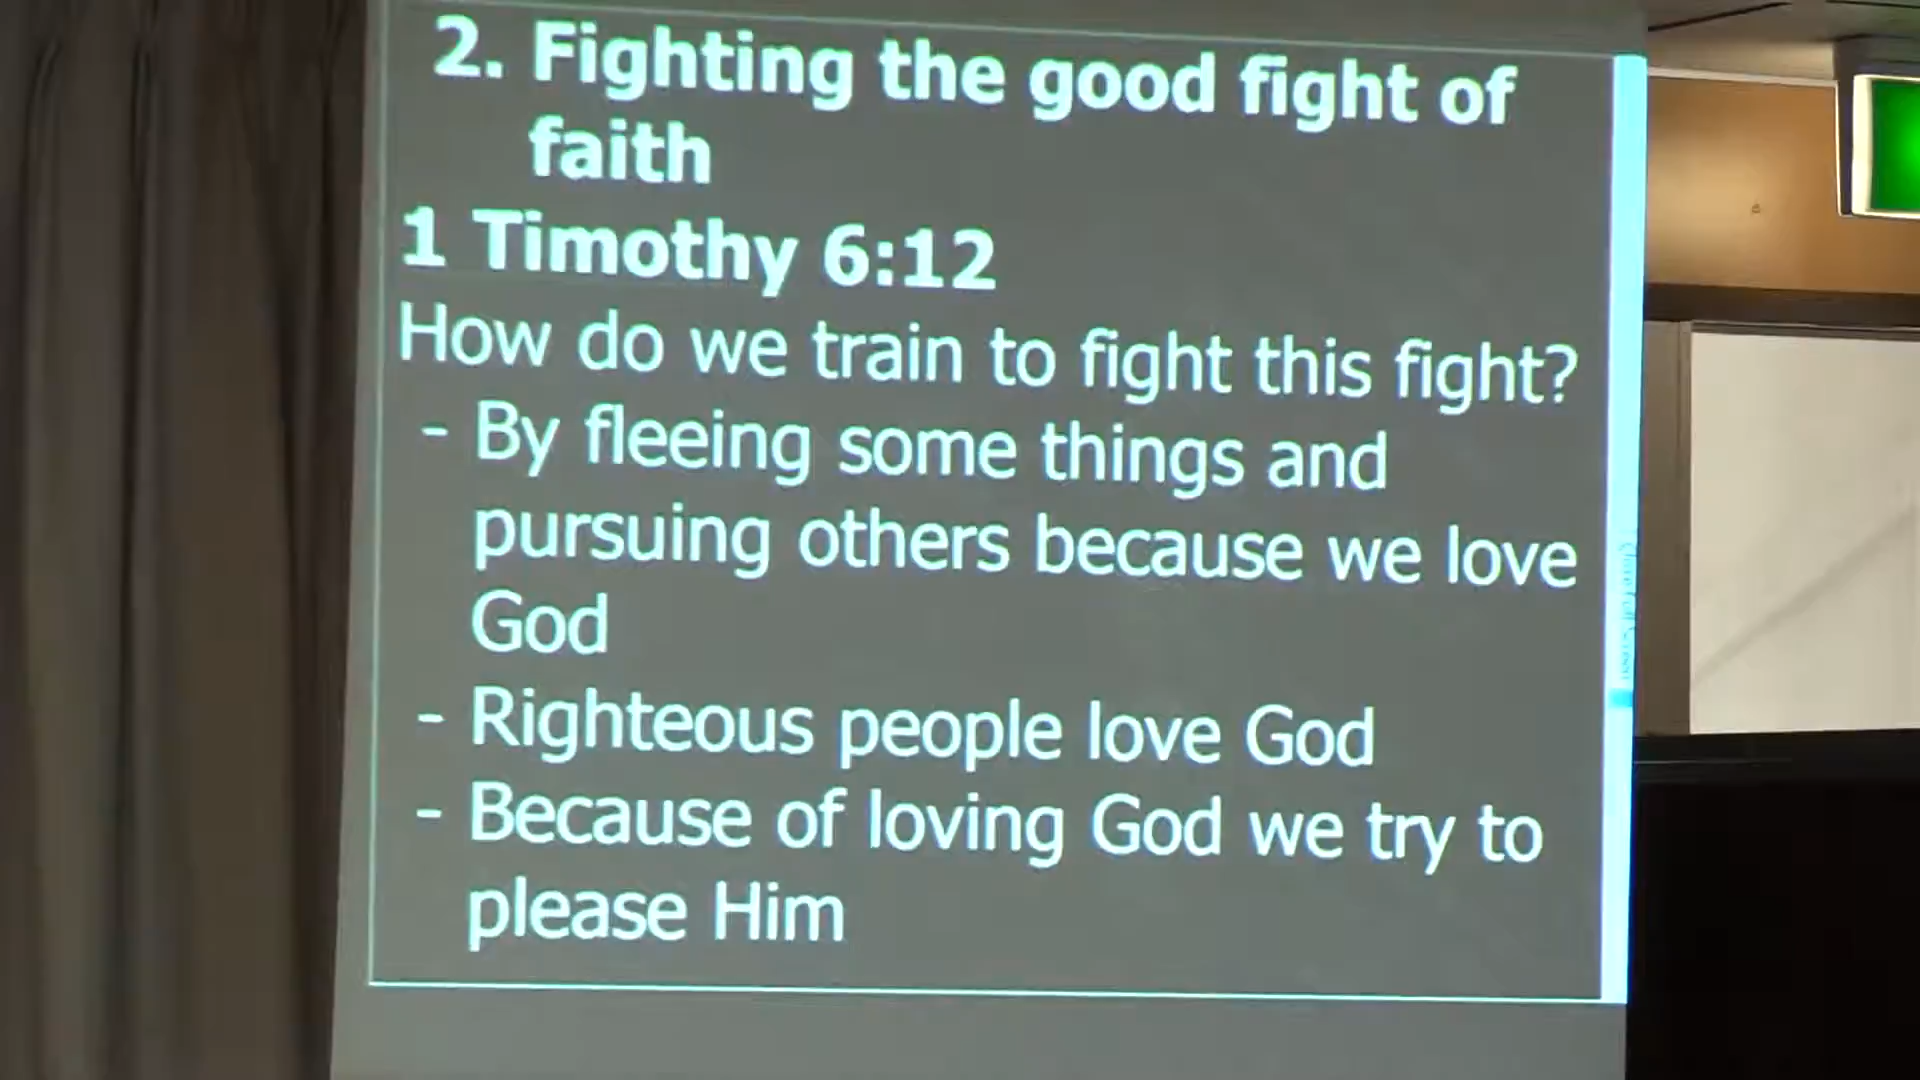 2. Fighting the good fight of
faith
1 Timothy 6:12
How do we train to fight this fight?
- By fleeing some things and
pursuing others because we love
God
- Righteous people love God
- Because of loving God we try to
please Him